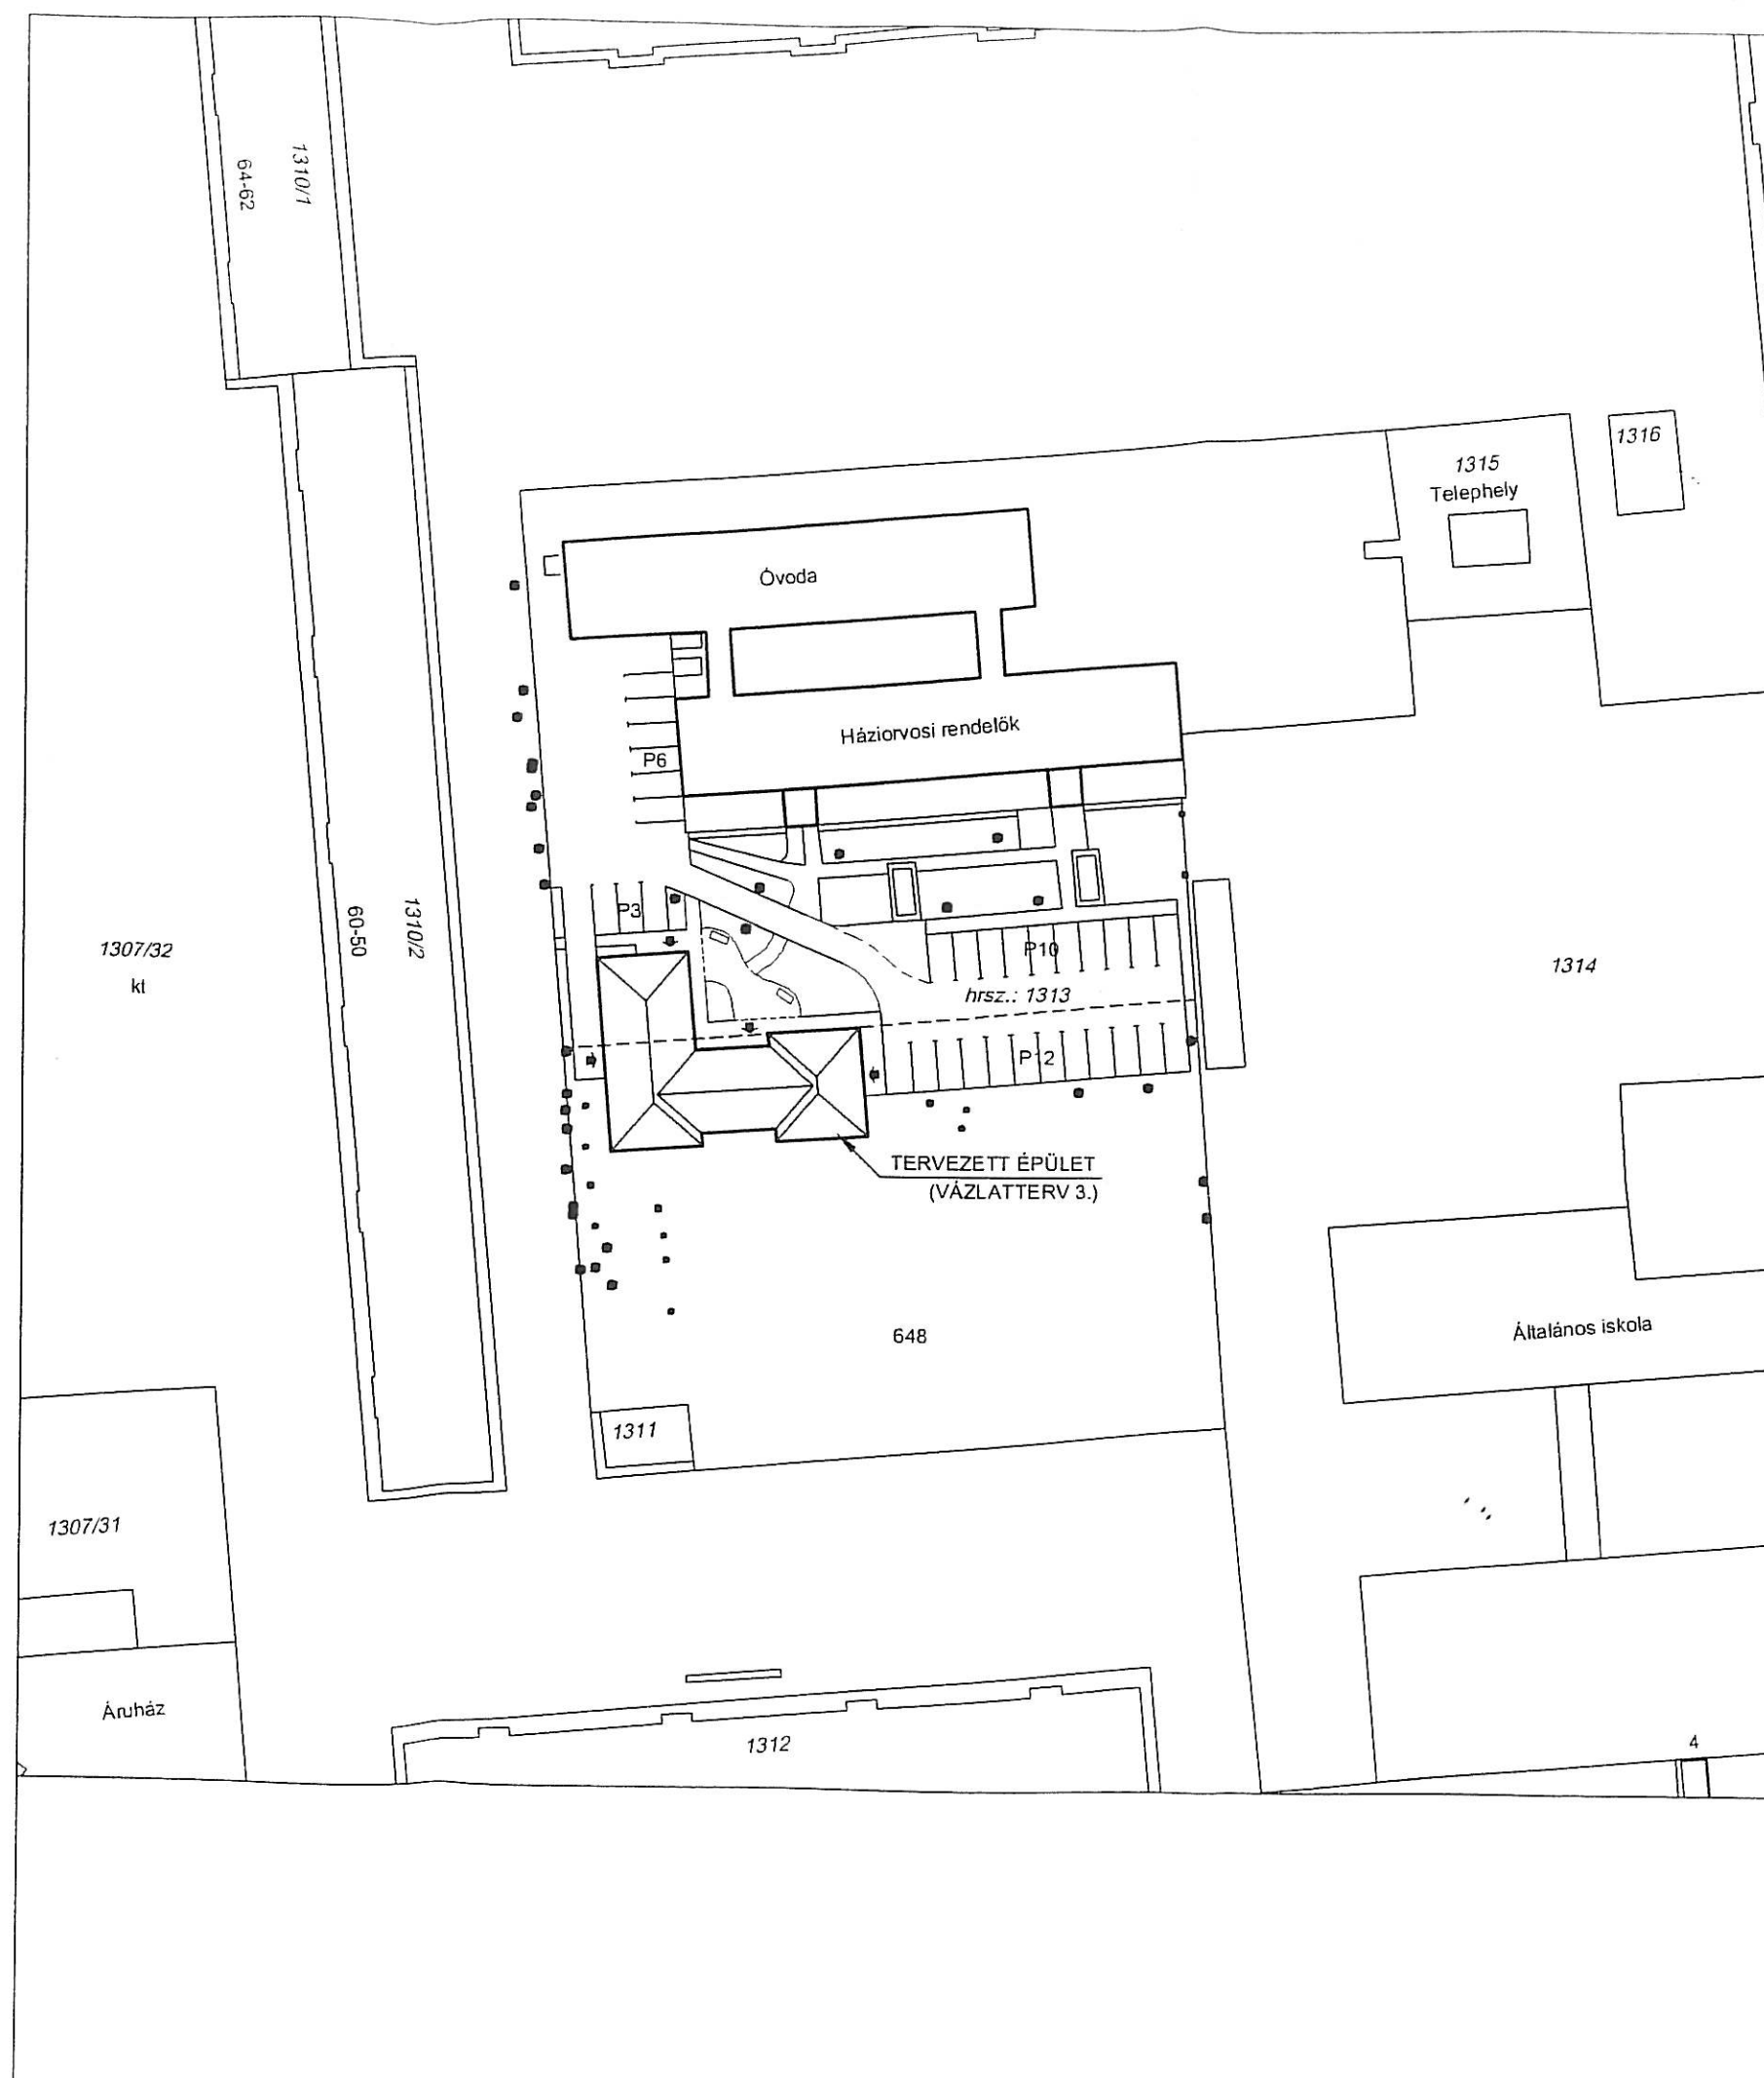 1310/1
64-62
1316
1315
Telephely
Óvoda
Háziorvosi rendelők
P6
P3
1310/2
60-50
1307/32
kt
P10
hrsz.: 1313
1314
P12
TERVEZETT ÉPÜLET
(VÁZLATTERV 3.)
648
Általános iskola
1311
1307/31
Áruház
1312
4